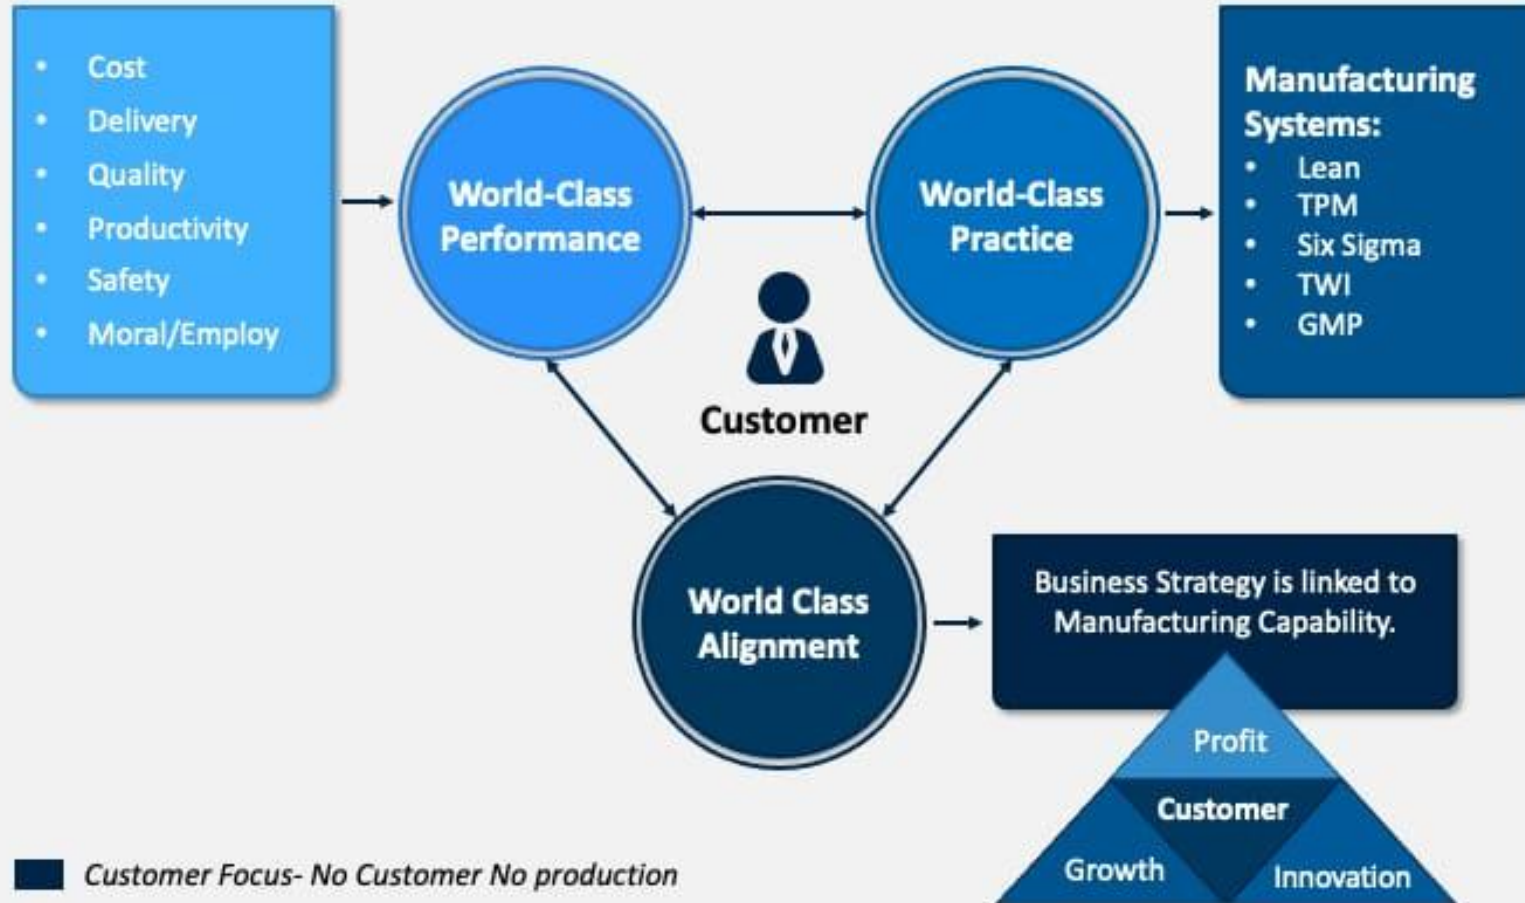 • Cost
• Delivery
• Quality
• Productivity
• Safety
• Moral/Employ
World-Class
Performance
World-Class
Practice
Manufacturing
Systems:
• Lean
• TPM
• Six Sigma
• TWI
• GMP
Customer
World Class
Alignment
Business Strategy is linked to
Manufacturing Capability.
Profit
Customer
Growth
Innovation
Customer Focus- No Customer No production